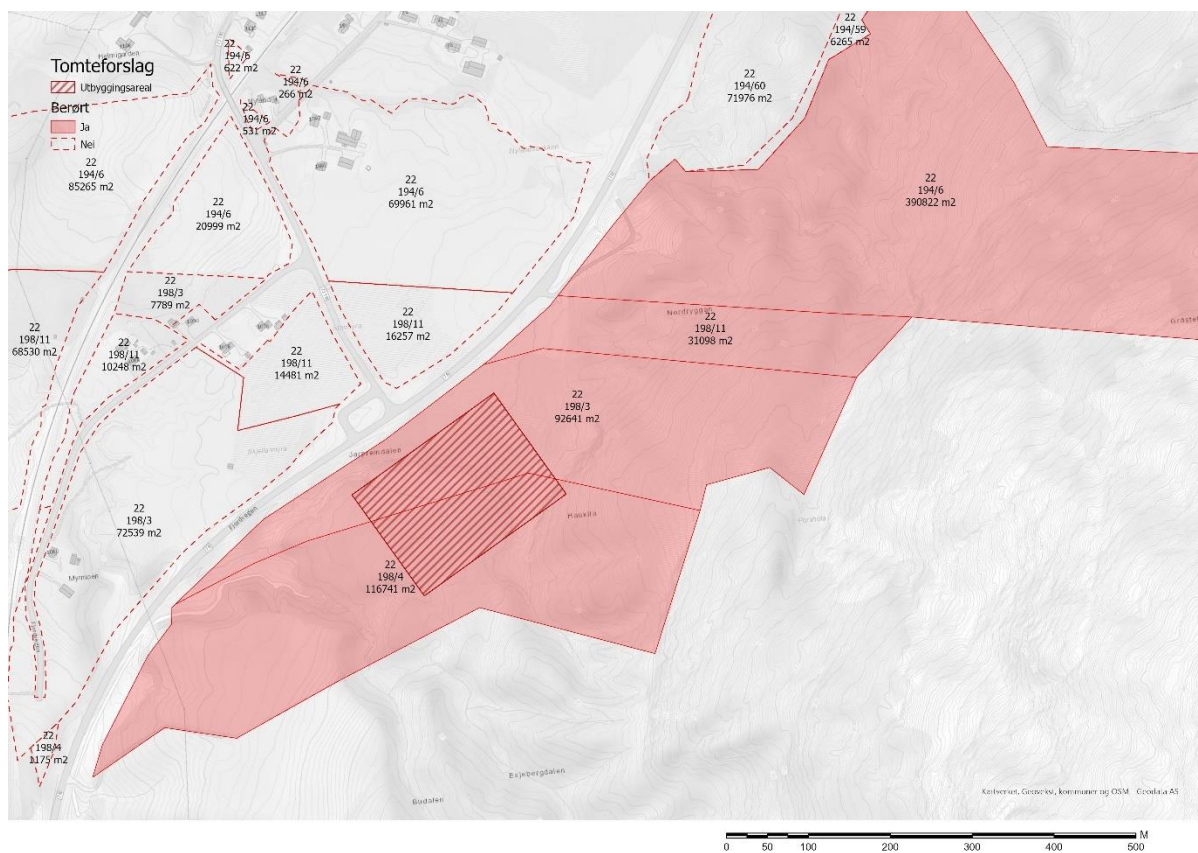 Tomteforslag
Utbyggingsareal
Berørt
Ja
Nei
22
194/6
622 m2
22
194/6
266 m2
22
194/6
531 m2
22
194/59
6265 m2
22
194/60
71976 m2
22
194/6
85265 m2
22
194/6
20999 m2
22
194/6
69961 m2
22
194/6
390822 m2
22
198/3
7789 m2
22
198/11
68530 m2
22
198/11
10248 m2
22
198/11
14481 m2
22
198/11
16257 m2
Nordryggen
22
198/11
31098 m2
22
198/3
92641 m2
Jarpreindalen
Fjordvegen
Hauklia
22
198/3
72539 m2
Myrmoen
22
198/4
116741 m2
22
198/4
1175 m2
Exjebergdalen
Budalen
Kartverket, Geovekst, kommuner og OSM Geodata AS
M
0 50 100 200 300 400 500